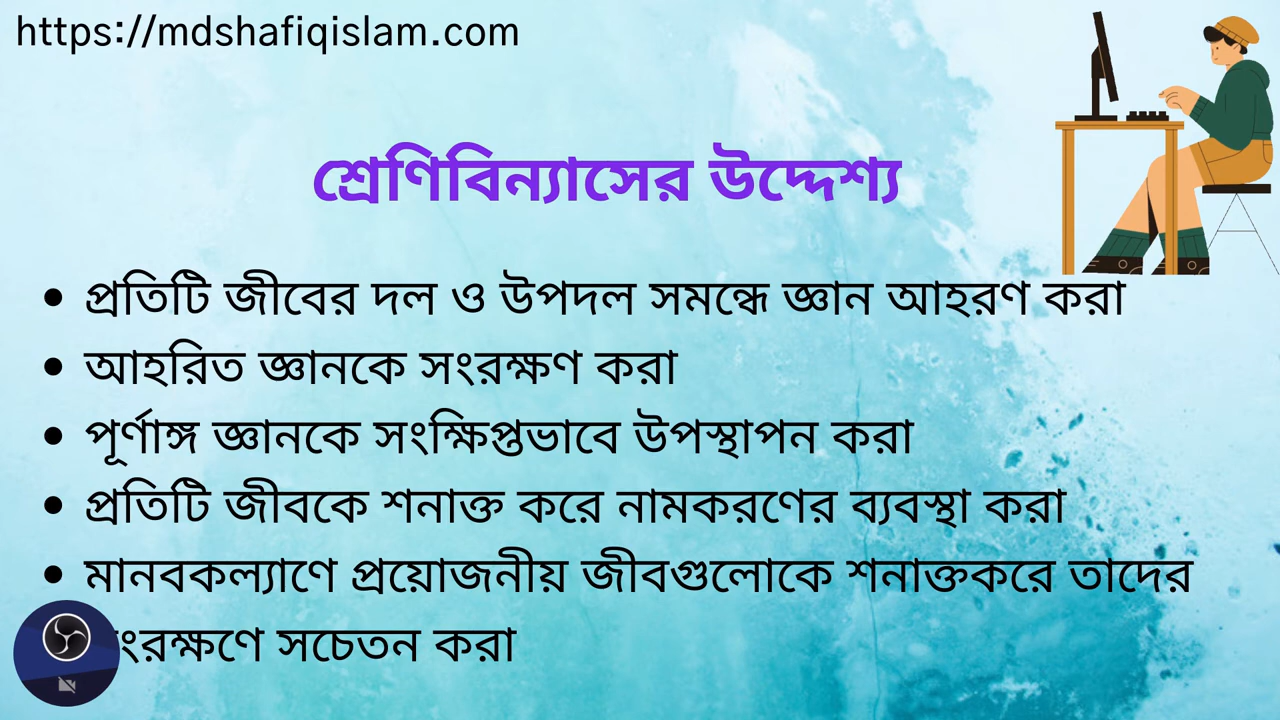 https://mdshafiqislam.com
শ্রেণিবিন্যাসের উদ্দেশ্য
• প্রতিটি জীবের দল ও উপদল সমন্ধে জ্ঞান আহরণ করা
• আহরিত জ্ঞানকে সংরক্ষণ করা
• পূর্ণাঙ্গ জ্ঞানকে সংক্ষিপ্তভাবে উপস্থাপন করা
• প্রতিটি জীবকে শনাক্ত করে নামকরণের ব্যবস্থা করা
• মানবকল্যাণে প্রয়োজনীয় জীবগুলোকে শনাক্তকরে তাদের
সচেতন করা